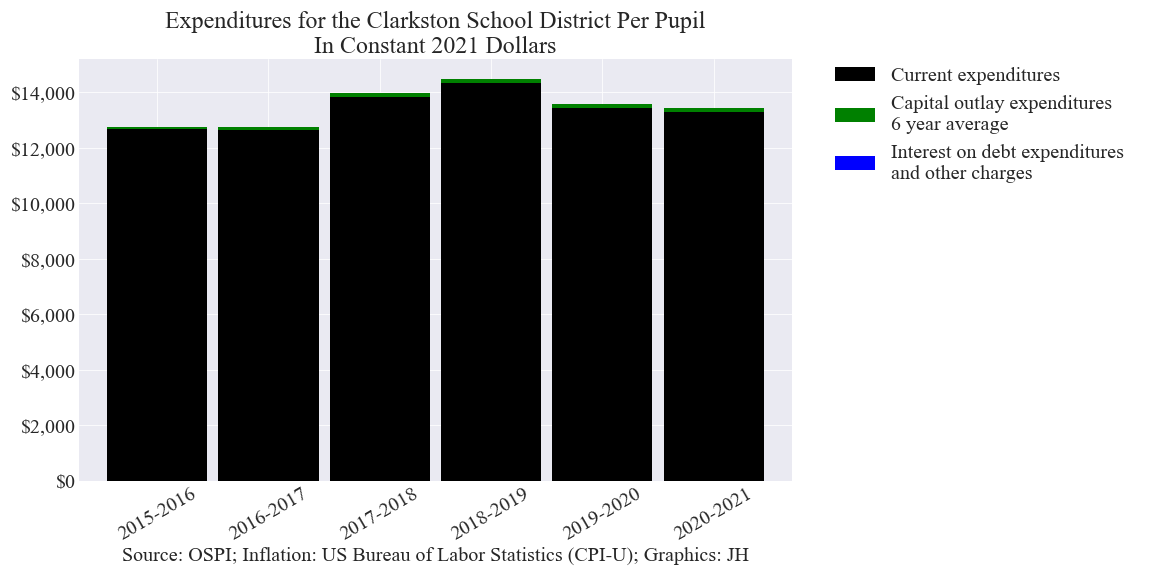 Expenditures for the Clarkston School District Per Pupil
In Constant 2021 Dollars
Current expenditures
Capital outlay expenditures
6 year average
Interest on debt expenditures
and other charges
$14,000
$12,000
$10,000
$8,000
$6,000
$4,000
$2,000
$0
2015-2016
2016-2017
2017-2018
2018-2019
2019-2020
2020-2021
Source: OSPI; Inflation: US Bureau of Labor Statistics (CPI-U); Graphics: JH